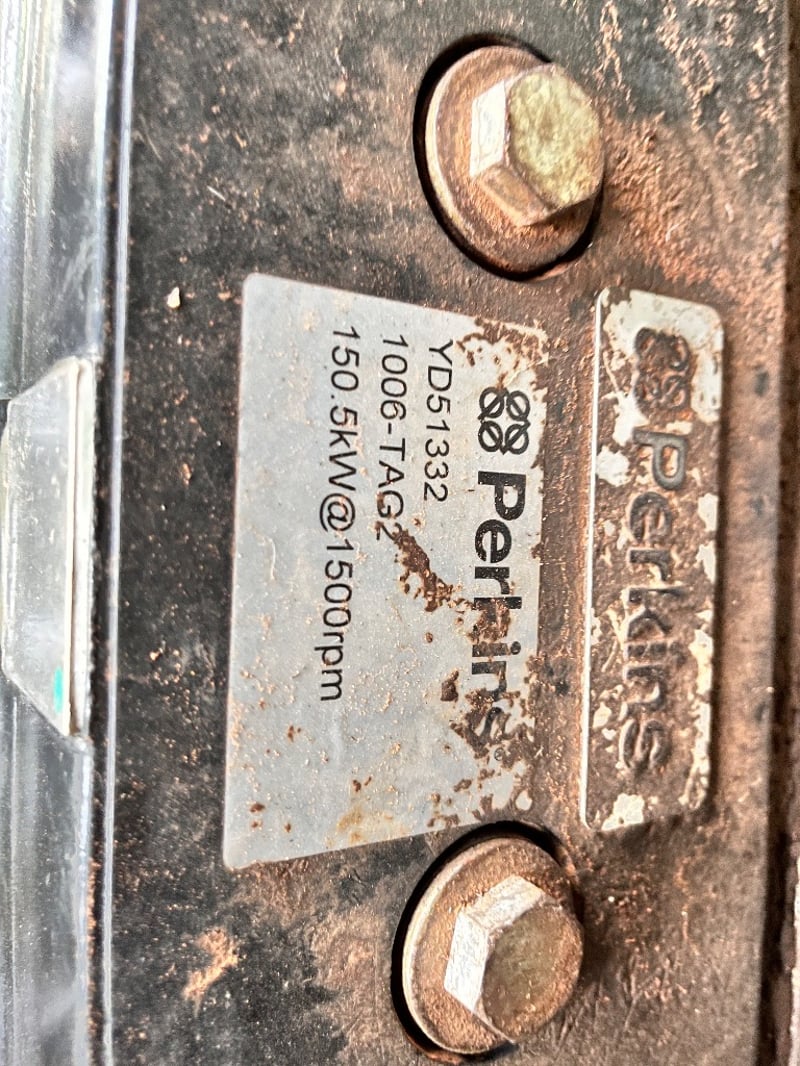 Perkins
Perkins®
YD51332
1006-TAG2
150.5kW@1500rpm